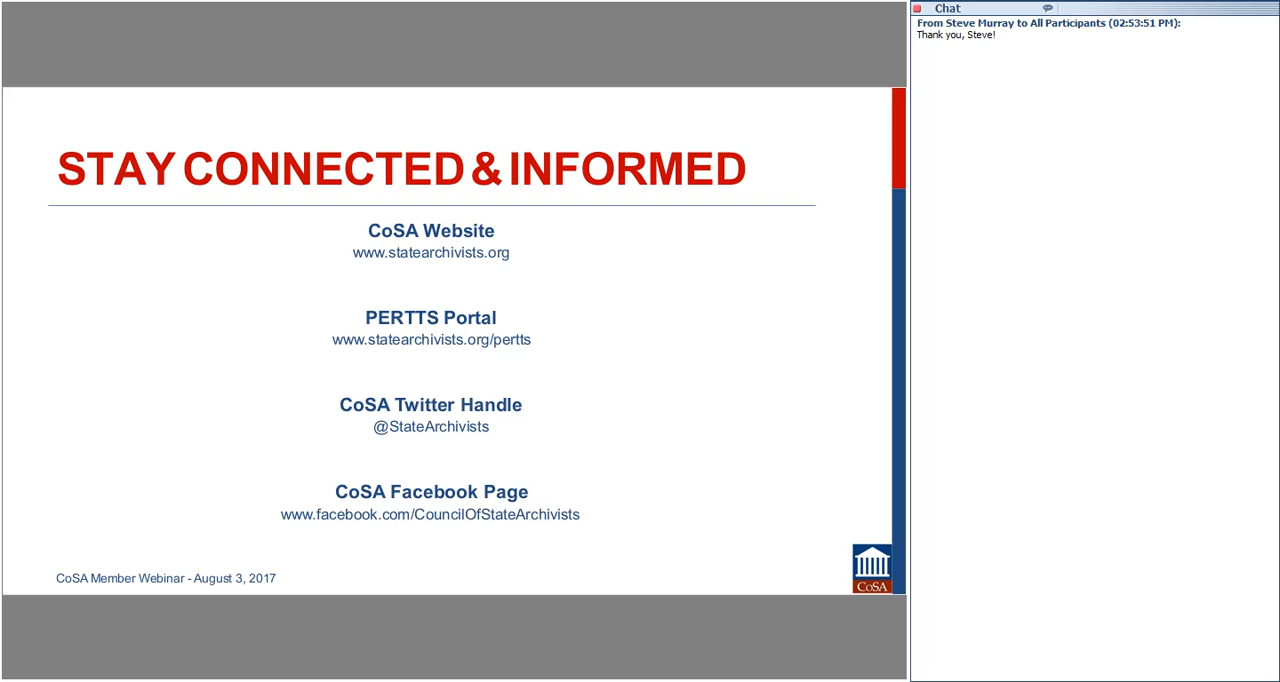 STAY CONNECTED & INFORMED
CoSA Website
www.statearchivists.org
PERTTS Portal
www.statearchivists.org/pertts
CoSA Twitter Handle
@StateArchivists
CoSA Facebook Page
www.facebook.com/CouncilOfStateArchivists
CoSA Member Webinar - August 3, 2017
CoSA
Chat
From Steve Murray to All Participants (02:53:51 PM):
Thank you, Steve!